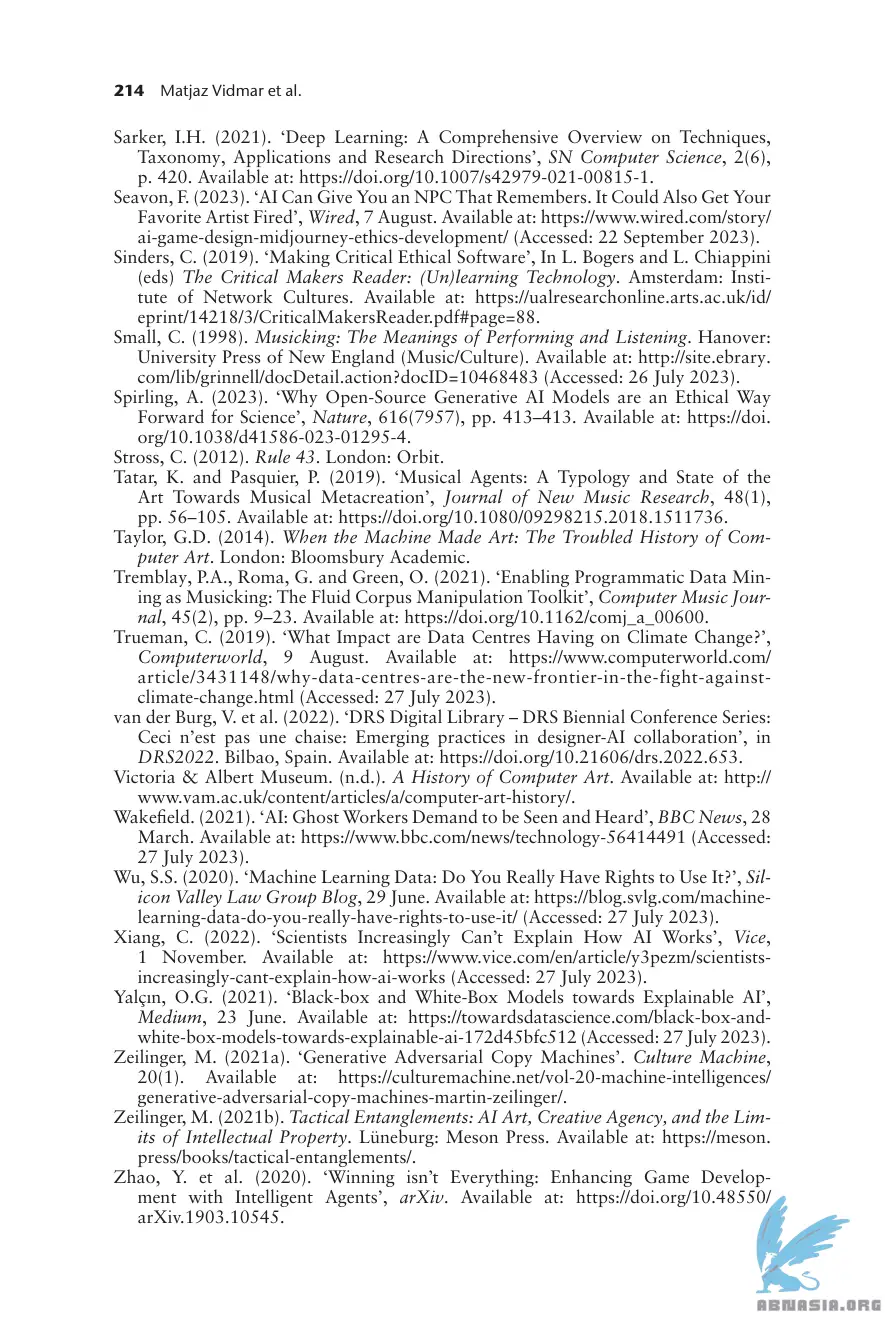 214 Matjaz Vidmar et al.
Sarker, I.H. (2021). ‘Deep Learning: A Comprehensive Overview on Techniques,
Taxonomy, Applications and Research Directions’, SN Computer Science, 2(6),
p. 420. Available at: https://doi.org/10.1007/s42979-021-00815-1.
Seavon, F. (2023). ‘AI Can Give You an NPC That Remembers. It Could Also Get Your
Favorite Artist Fired’, Wired, 7 August. Available at: https://www.wired.com/story/
ai-game-design-midjourney-ethics-development/ (Accessed: 22 September 2023).
Sinders, C. (2019). ‘Making Critical Ethical Software’, In L. Bogers and L. Chiappini
(eds) The Critical Makers Reader: (Un)learning Technology. Amsterdam: Insti-
tute of Network Cultures. Available at: https://ualresearchonline.arts.ac.uk/id/
eprint/14218/3/CriticalMakersReader.pdf#page=88.
Small, C. (1998). Musicking: The Meanings of Performing and Listening. Hanover:
University Press of New England (Music/Culture). Available at: http://site.ebrary.
com/lib/grinnell/docDetail.action?docID=10468483 (Accessed: 26 July 2023).
Spirling, A. (2023). ‘Why Open-Source Generative AI Models are an Ethical Way
Forward for Science’, Nature, 616(7957), pp. 413–413. Available at: https://doi.
org/10.1038/d41586-023-01295-4.
Stross, C. (2012). Rule 43. London: Orbit.
Tatar, K. and Pasquier, P. (2019). ‘Musical Agents: A Typology and State of the
Art Towards Musical Metacreation’, Journal of New Music Research, 48(1),
pp. 56–105. Available at: https://doi.org/10.1080/09298215.2018.1511736.
Taylor, G.D. (2014). When the Machine Made Art: The Troubled History of Com-
puter Art. London: Bloomsbury Academic.
Tremblay, P.A., Roma, G. and Green, O. (2021). ‘Enabling Programmatic Data Min-
ing as Musicking: The Fluid Corpus Manipulation Toolkit’, Computer Music Jour-
nal, 45(2), pp. 9–23. Available at: https://doi.org/10.1162/comj_a_00600.
Trueman, C. (2019). ‘What Impact are Data Centres Having on Climate Change?’,
Computerworld, 9 August. Available at: https://www.computerworld.com/
article/3431148/why-data-centres-are-the-new-frontier-in-the-fight-against-
climate-change.html (Accessed: 27 July 2023).
van der Burg, V. et al. (2022). ‘DRS Digital Library – DRS Biennial Conference Series:
Ceci n’est pas une chaise: Emerging practices in designer-AI collaboration’, in
DRS2022. Bilbao, Spain. Available at: https://doi.org/10.21606/drs.2022.653.
Victoria & Albert Museum. (n.d.). A History of Computer Art. Available at: http://
www.vam.ac.uk/content/articles/a/computer-art-history/.
Wakefield. (2021). ‘AI: Ghost Workers Demand to be Seen and Heard’, BBC News, 28
March. Available at: https://www.bbc.com/news/technology-56414491 (Accessed:
27 July 2023).
Wu, S.S. (2020). ‘Machine Learning Data: Do You Really Have Rights to Use It?’, Sil-
icon Valley Law Group Blog, 29 June. Available at: https://blog.svlg.com/machine-
learning-data-do-you-really-have-rights-to-use-it/ (Accessed: 27 July 2023).
Xiang, C. (2022). ‘Scientists Increasingly Can’t Explain How AI Works’, Vice,
1 November. Available at: https://www.vice.com/en/article/y3pezm/scientists-
increasingly-cant-explain-how-ai-works (Accessed: 27 July 2023).
Yalçın, O.G. (2021). ‘Black-box and White-Box Models towards Explainable AI’,
Medium, 23 June. Available at: https://towardsdatascience.com/black-box-and-
white-box-models-towards-explainable-ai-172d45bfc512 (Accessed: 27 July 2023).
Zeilinger, M. (2021a). ‘Generative Adversarial Copy Machines’. Culture Machine,
20(1). Available at: https://culturemachine.net/vol-20-machine-intelligences/
generative-adversarial-copy-machines-martin-zeilinger/.
Zeilinger, M. (2021b). Tactical Entanglements: AI Art, Creative Agency, and the Lim-
its of Intellectual Property. Lüneburg: Meson Press. Available at: https://meson.
press/books/tactical-entanglements/.
Zhao, Y. et al. (2020). ‘Winning isn’t Everything: Enhancing Game Develop-
ment with Intelligent Agents’, arXiv. Available at: https://doi.org/10.48550/
arXiv.1903.10545.
ABNASIA.ORG